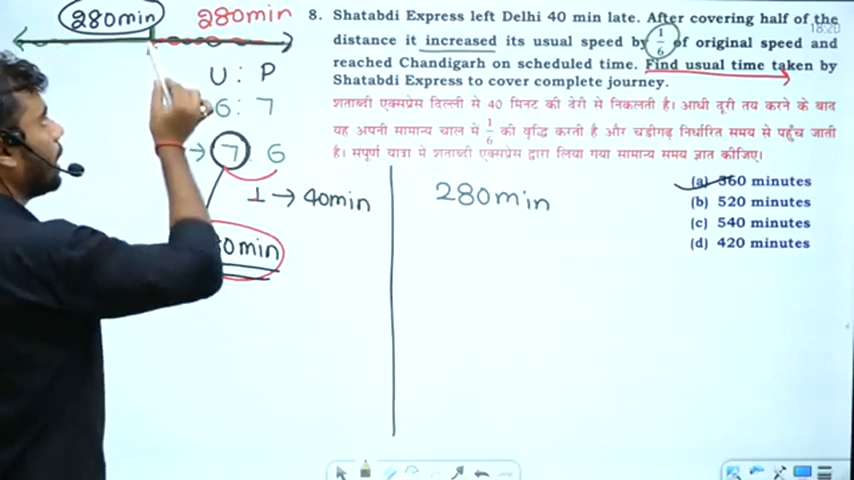 280min
280min
U : P
6 : 7
→ 7 6
1 → 40min
0min
280min
8. Shatabdi Express left Delhi 40 min late. After covering half of the
distance it increased its usual speed by 1/6 of original speed and
reached Chandigarh on scheduled time. Find usual time taken by
Shatabdi Express to cover complete journey.
शताब्दी एक्सप्रेस दिल्ली से 40 मिनट की देरी से निकलती है। आधी दूरी तय करने के बाद
यह अपनी सामान्य चाल में 1/6 की वृद्धि करती है और चडीगढ़ निर्धारित समय से पहुँच जाती
है। संपूर्ण यात्रा मे शताब्दी एक्सप्रेस द्वारा लिया गया सामान्य समय ज्ञात कीजिए।
(a) 560 minutes
(b) 520 minutes
(c) 540 minutes
(d) 420 minutes
18:20